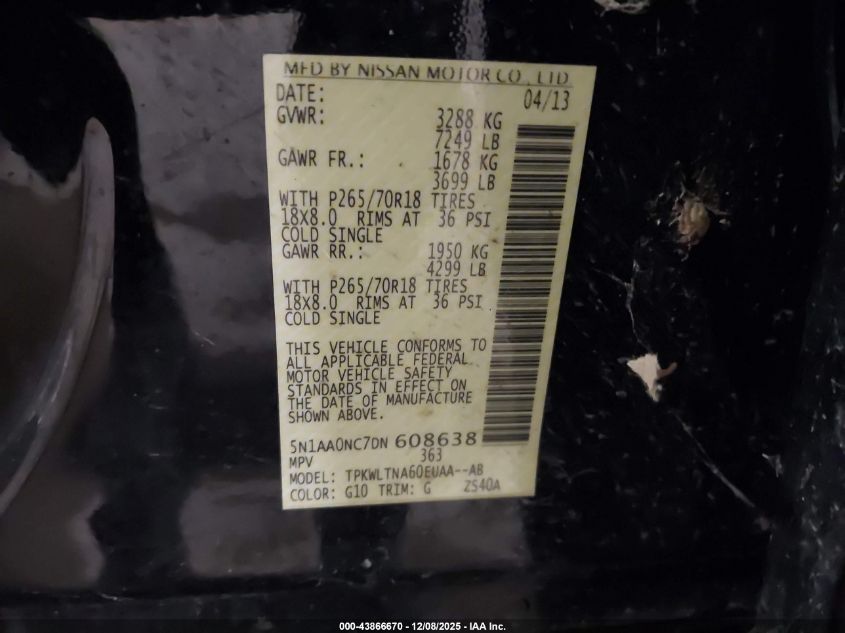 MFD BY NISSAN MOTOR CO., LTD.
DATE: 04/13
GVWR: 3288 KG
7249 LB
GAWR FR.: 1678 KG
3699 LB
WITH P265/70R18 TIRES
18X8.0 RIMS AT 36 PSI
COLD SINGLE
GAWR RR.: 1950 KG
4299 LB
WITH P265/70R18 TIRES
18X8.0 RIMS AT 36 PSI
COLD SINGLE
THIS VEHICLE CONFORMS TO
ALL APPLICABLE FEDERAL
MOTOR VEHICLE SAFETY
STANDARDS IN EFFECT ON
THE DATE OF MANUFACTURE
SHOWN ABOVE.
5N1AA0NC7DN 608638
MPV 363
MODEL: TPKWLTNA60EUAA--AB
COLOR: G10 TRIM: G ZS40A
000-43866670 - 12/08/2025 - IAA Inc.